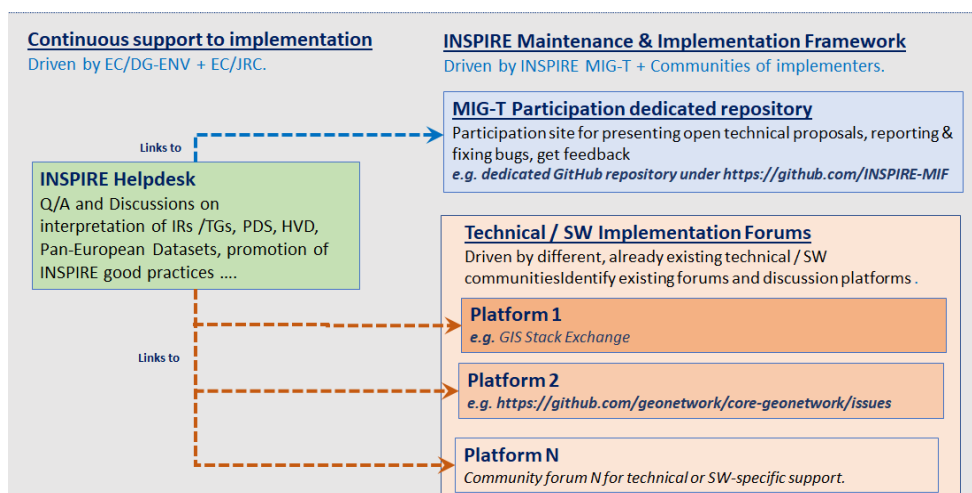 Continuous support to implementation
Driven by EC/DG-ENV + EC/JRC.
INSPIRE Maintenance & Implementation Framework
Driven by INSPIRE MIG-T + Communities of implementers.
MIG-T Participation dedicated repository
Participation site for presenting open technical proposals, reporting &
fixing bugs, get feedback
e.g. dedicated GitHub repository under https://github.com/INSPIRE-MIF
Links to
INSPIRE Helpdesk
Q/A and Discussions on
interpretation of IRs /TGs, PDS, HVD,
Pan-European Datasets, promotion of
INSPIRE good practices ....
Technical / SW Implementation Forums
Driven by different, already existing technical / SW
communitiesIdentify existing forums and discussion platforms .
Platform 1
e.g. GIS Stack Exchange
Links to
Platform 2
e.g. https://github.com/geonetwork/core-geonetwork/issues
Platform N
Community forum N for technical or SW-specific support.